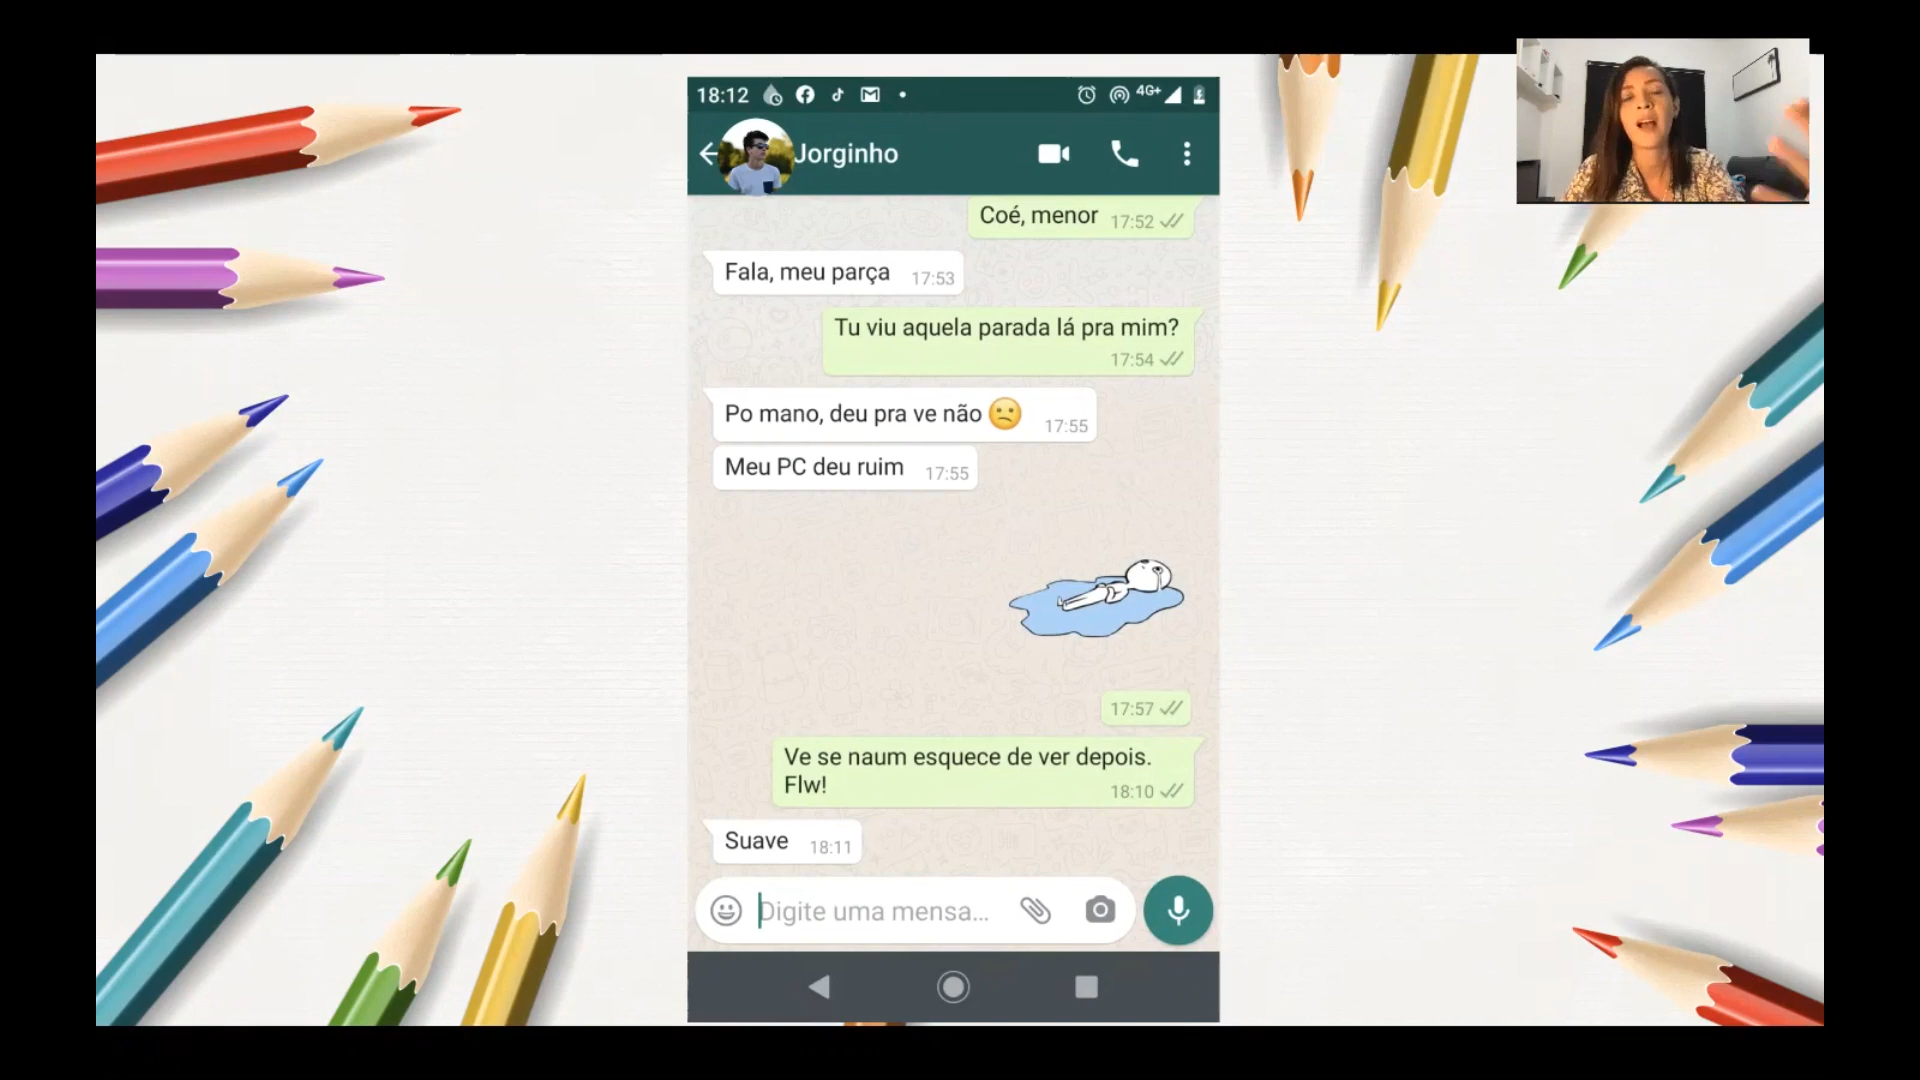 18:12
4G+
Jorginho
Coé, menor 17:52
Fala, meu parça 17:53
Tu viu aquela parada lá pra mim?
17:54
Po mano, deu pra ve não 17:55
Meu PC deu ruim 17:55
17:57
Ve se naum esquece de ver depois.
Flw! 18:10
Suave 18:11
Digite uma mensa...